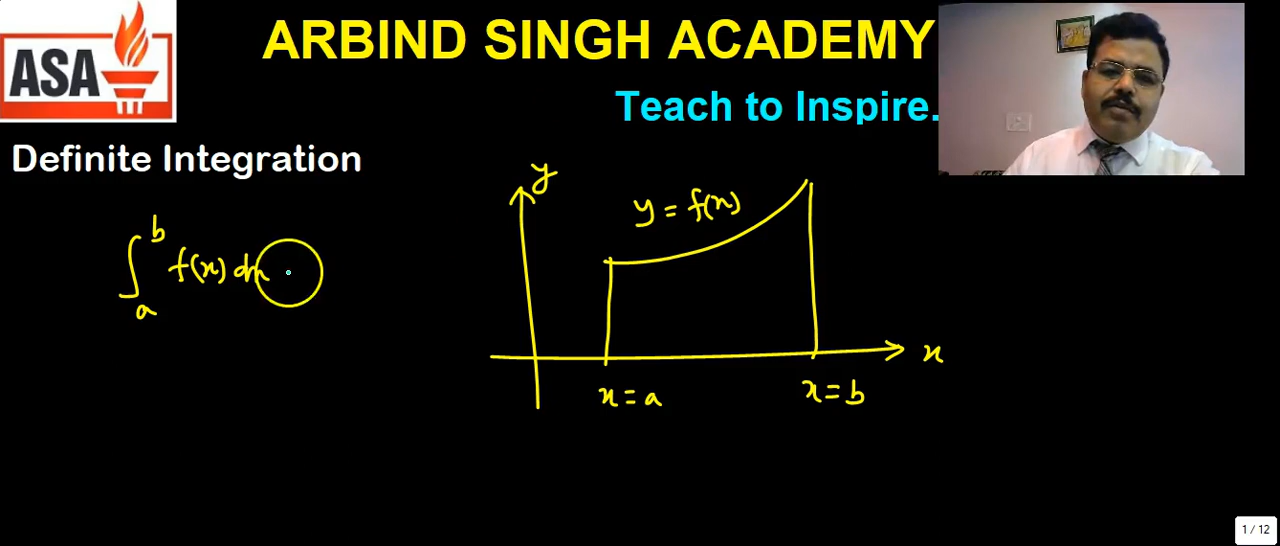 ASA
ARBIND SINGH ACADEMY
Teach to Inspire.
Definite Integration
∫_a^b f(x) dx
y
y = f(x)
x
x = a
x = b
1 / 12